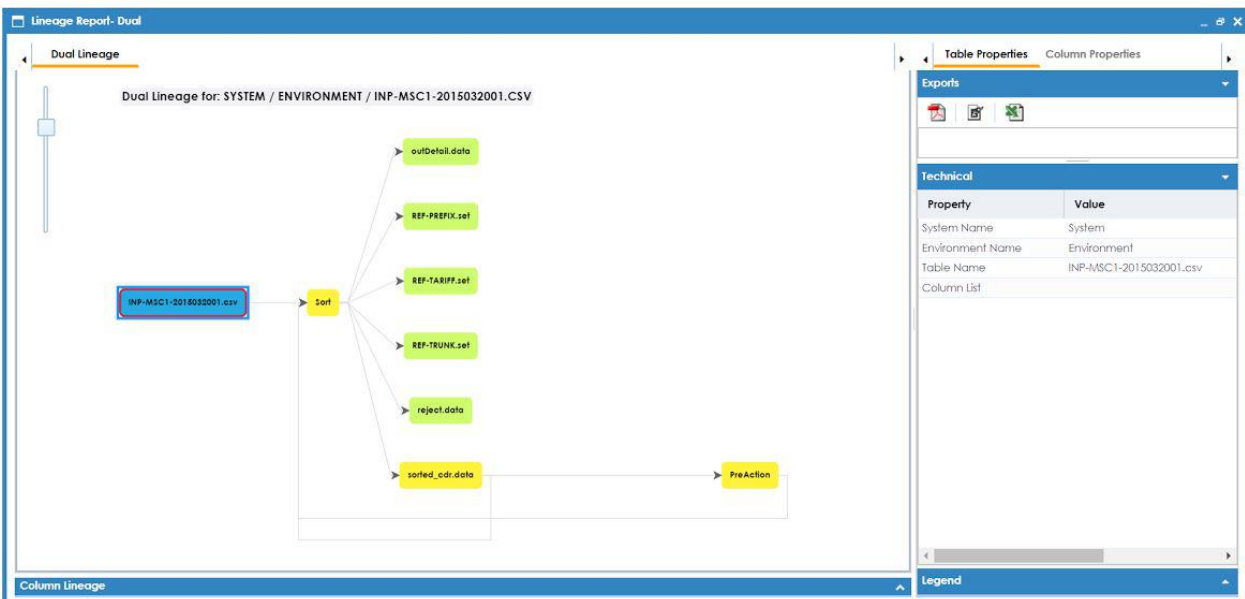 Lineage Report- Dual
Dual Lineage
Table Properties Column Properties
Dual Lineage for: SYSTEM / ENVIRONMENT / INP-MSC1-2015032001.CSV
Exports
outDetail.data
Technical
Property Value
REF-PREFIX.set
System Name System
Environment Name Environment
Table Name INP-MSC1-2015032001.csv
REF-TARIFF.set
Column List
INP-MSC1-2015032001.csv
Sort
REF-TRUNK.set
reject.data
sorted_cdr.data
PreAction
Column Lineage
Legend